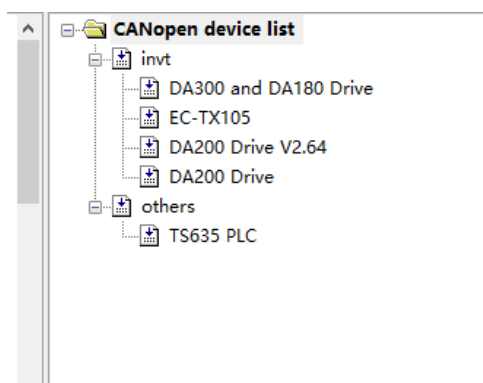 CANopen device list
invt
DA300 and DA180 Drive
EC-TX105
DA200 Drive V2.64
DA200 Drive
others
TS635 PLC